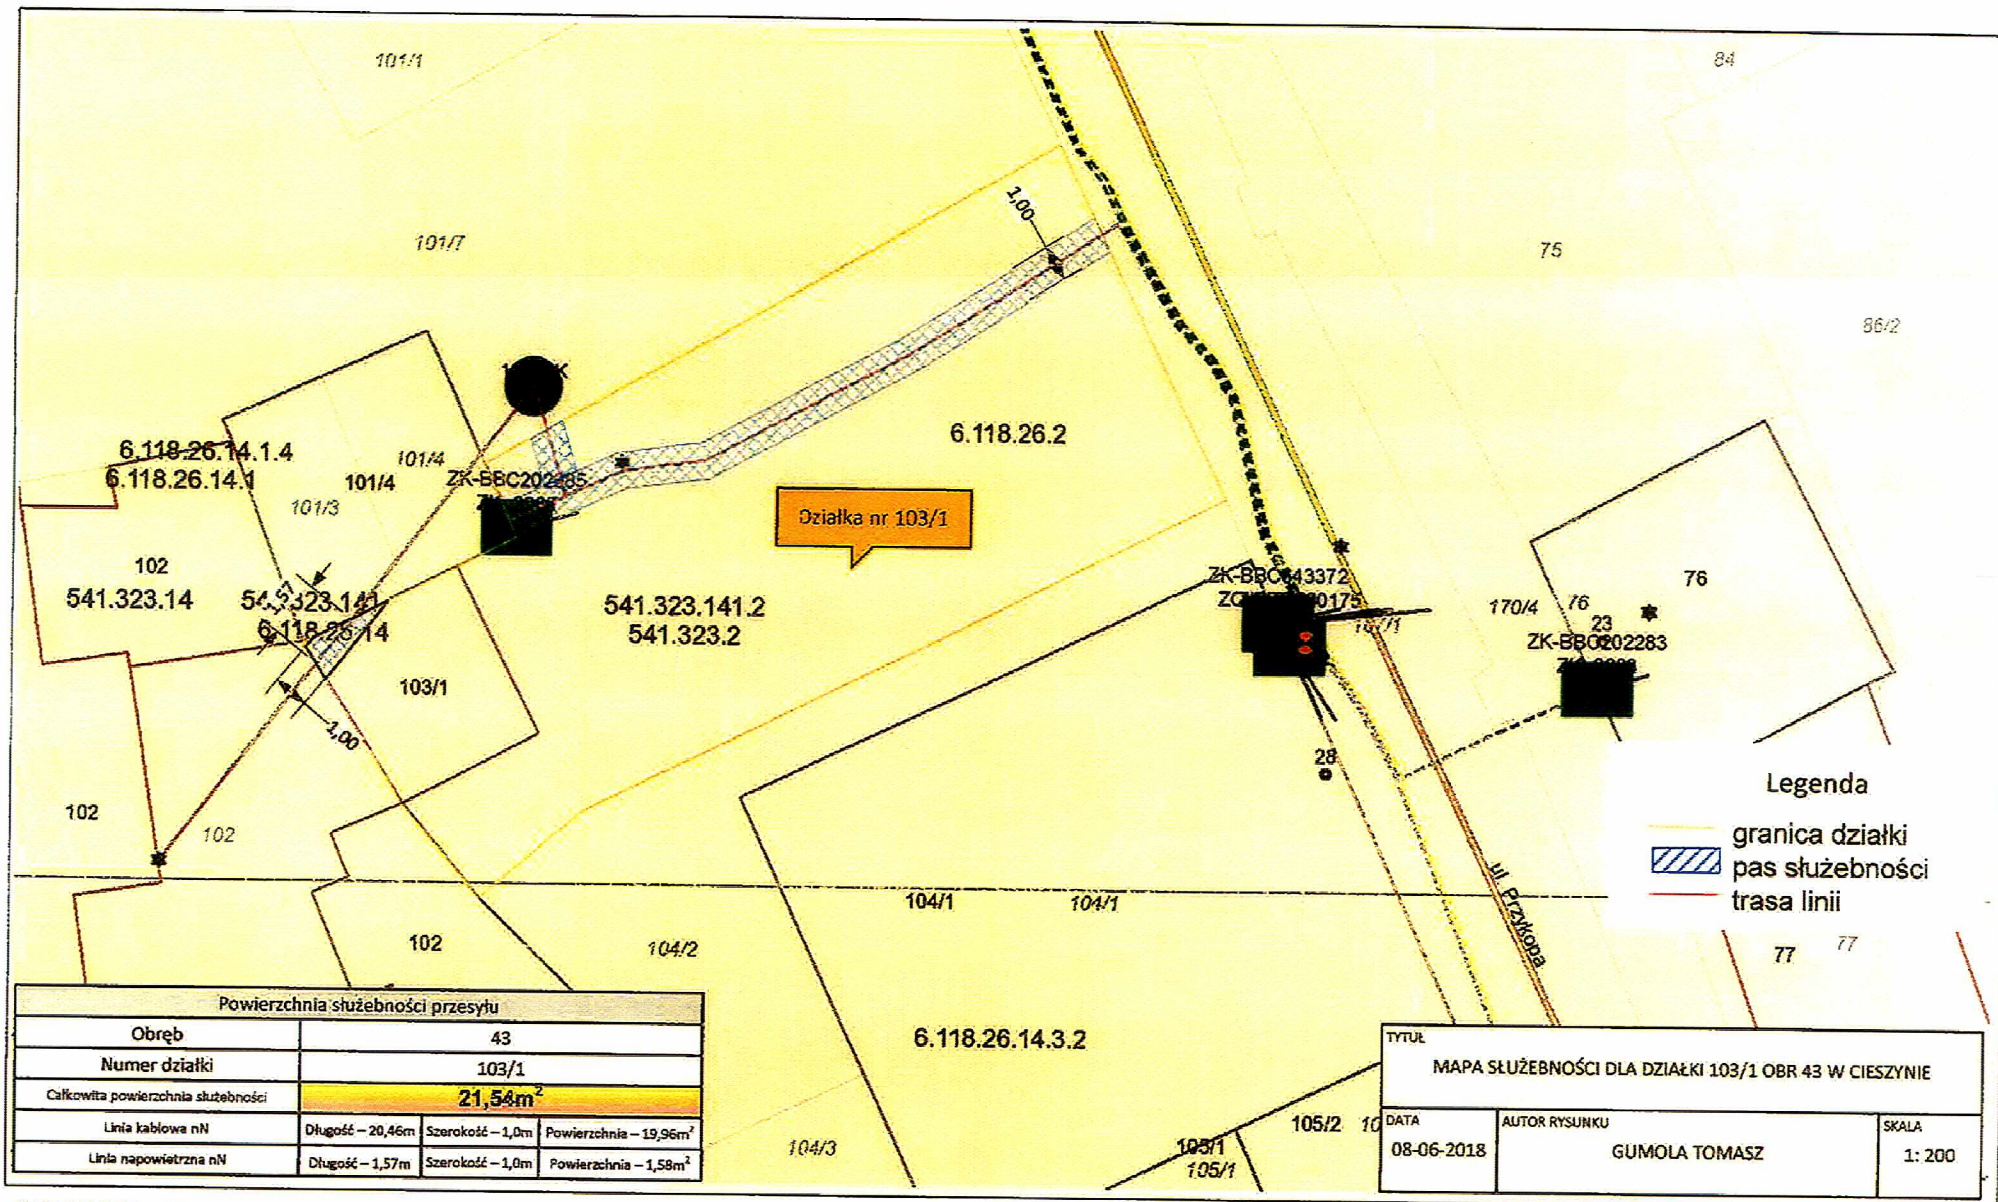 101/1
84
1,00
101/7
75
86/2
6.118.26.14.1.4
6.118.26.14.1
101/4
101/4
101/3
ZK-BBC202285
6.118.26.2
Działka nr 103/1
102
541.323.14
1,57
6.118.26.14
541.323.141.2
541.323.2
103/1
1,00
ZK-BBC643372
170/4
76
76
23
ZK-BBC202283
28
102
102
Legenda
granica działki
pas służebności
trasa linii
ul. Przykopa
104/1
104/1
102
104/2
77
77
6.118.26.14.3.2
104/3
105/1
105/1
105/2
Powierzchnia służebności przesyłu
Obręb 43
Numer działki 103/1
Całkowita powierzchnia służebności 21,54m²
Linia kablowa nN Długość – 20,46m Szerokość – 1,0m Powierzchnia – 19,96m²
Linia napowietrzna nN Długość – 1,57m Szerokość – 1,0m Powierzchnia – 1,58m²
TYTUŁ
MAPA SŁUŻEBNOŚCI DLA DZIAŁKI 103/1 OBR 43 W CIESZYNIE
DATA
08-06-2018
AUTOR RYSUNKU
GUMOLA TOMASZ
SKALA
1: 200